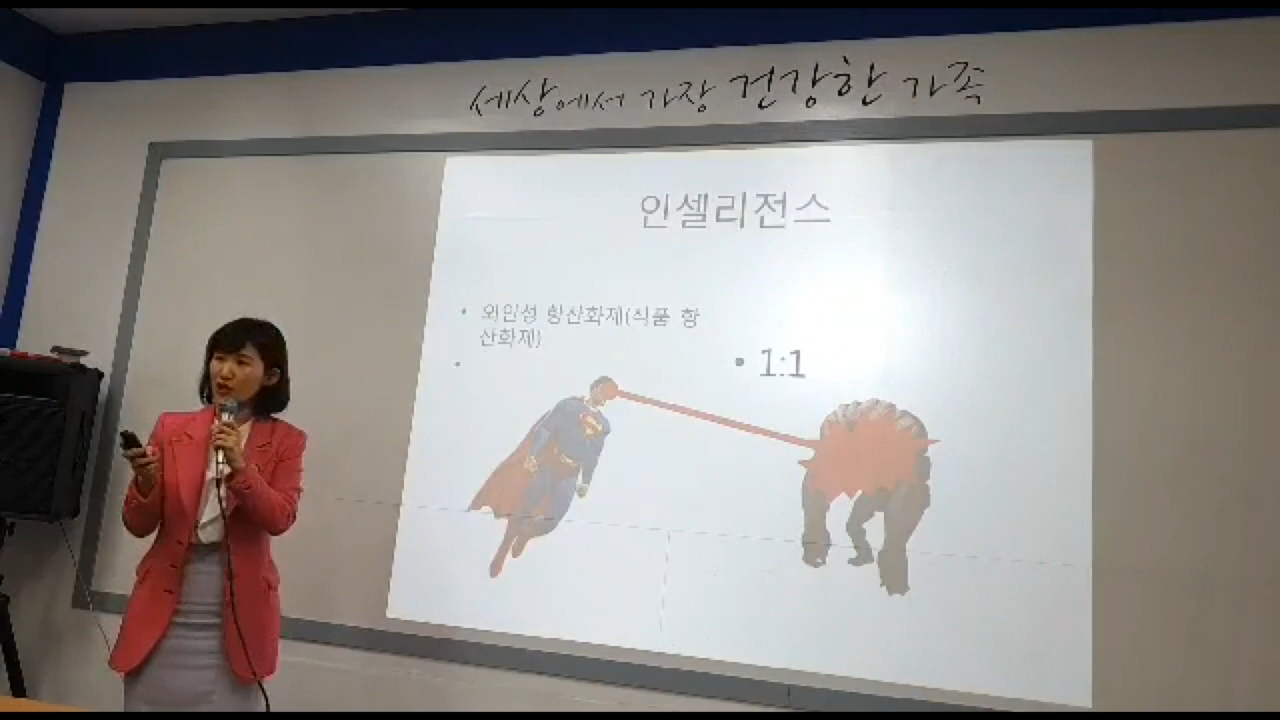 세상에서 가장 건강한 가족
인셀리전스
• 외인성 항산화제(식품 항
산화제)
•
• 1:1